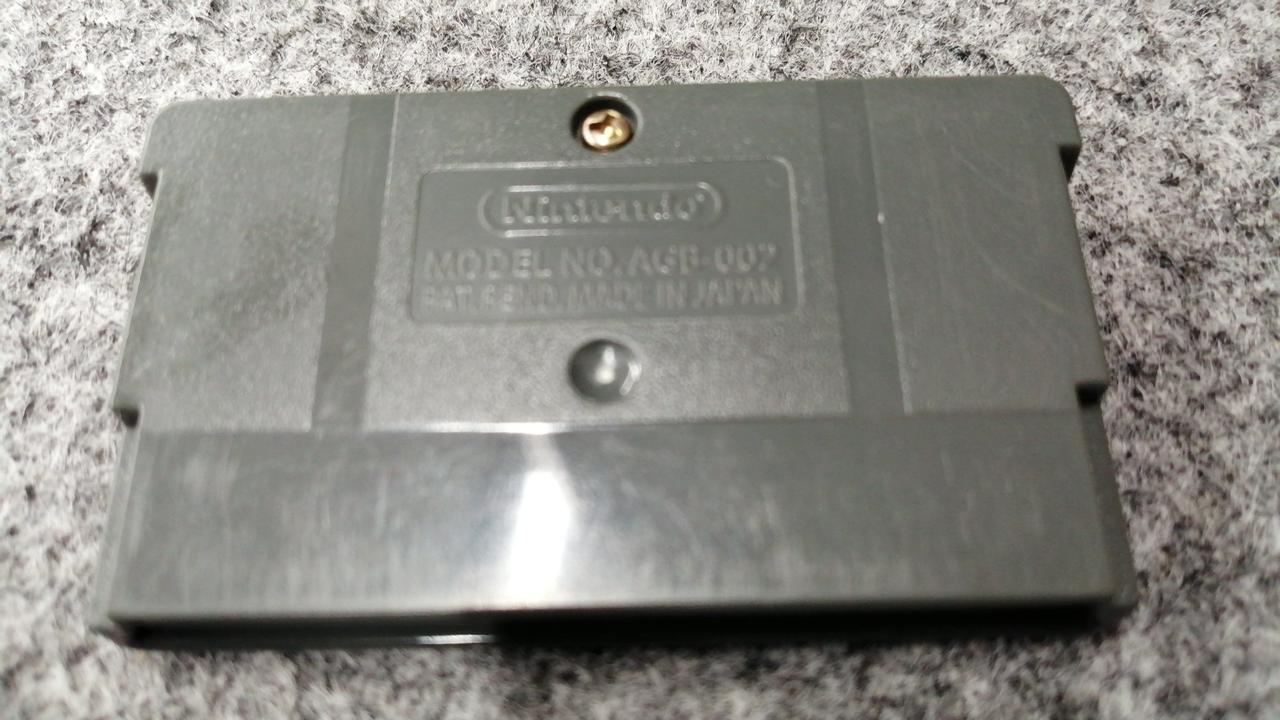 Nintendo®
MODEL NO. AGB-002
PAT. PEND. MADE IN JAPAN